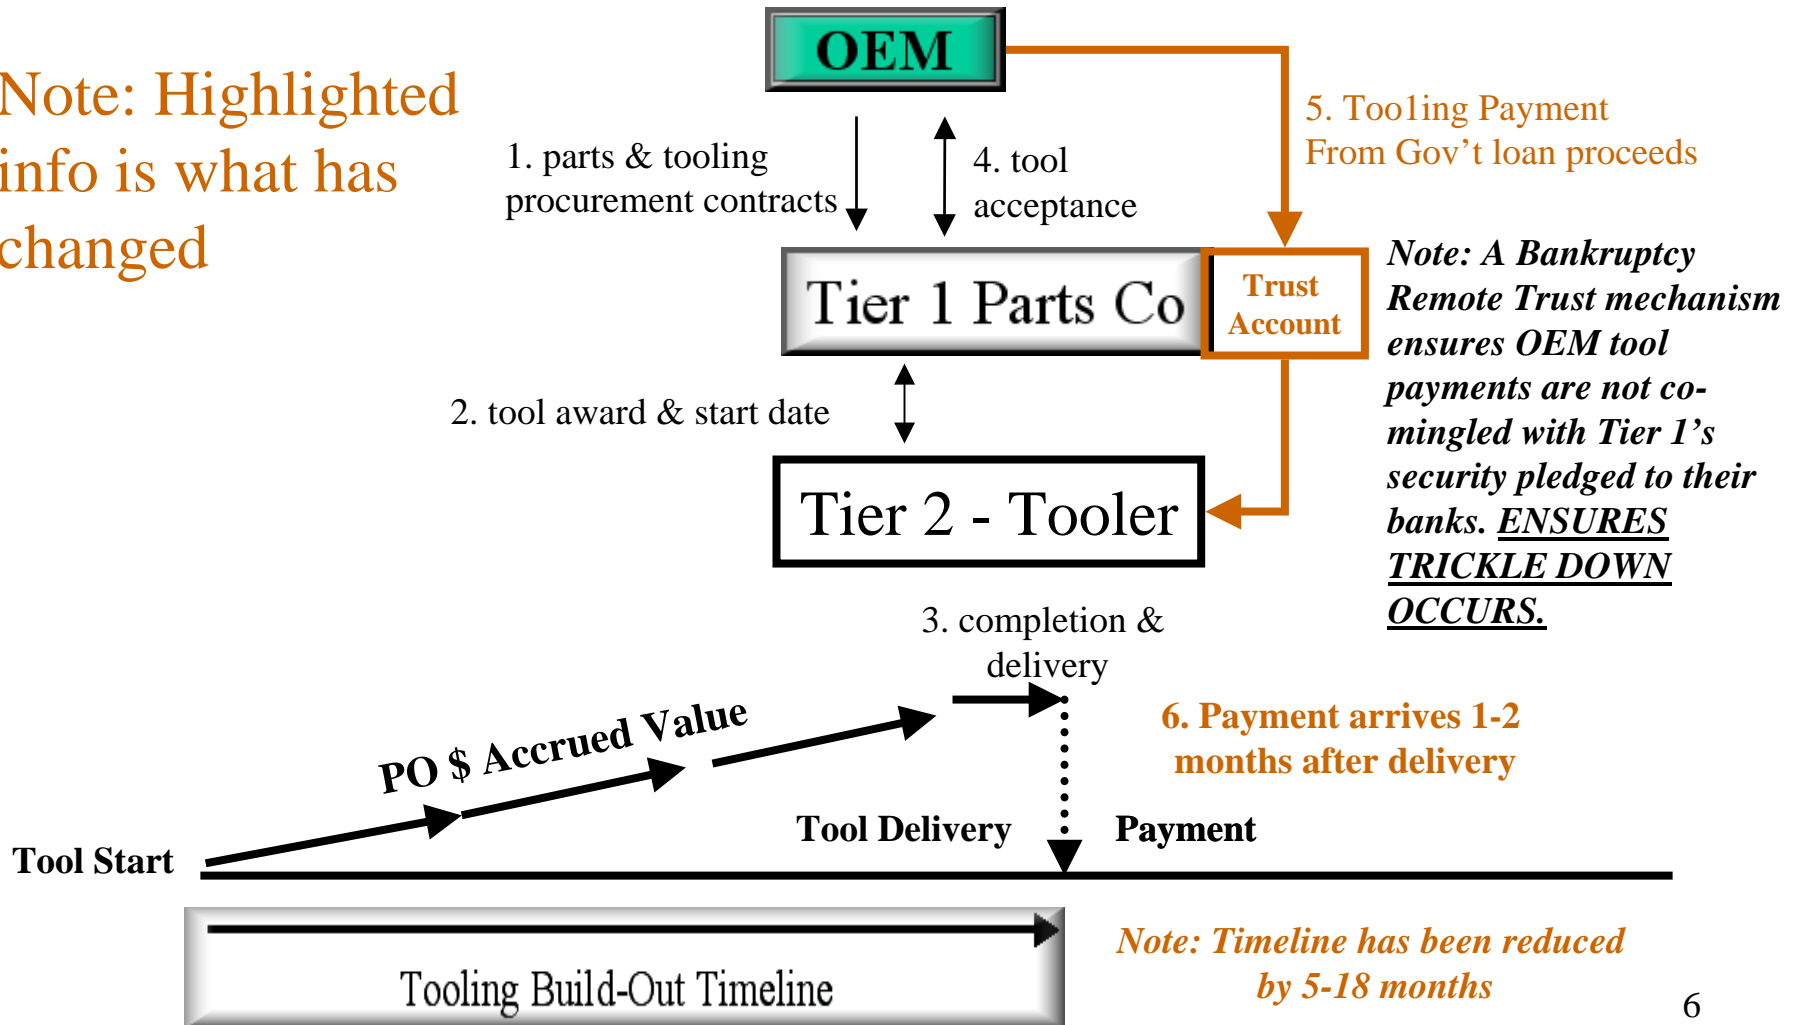 OEM
Note: Highlighted
info is what has
changed
1. parts & tooling
procurement contracts
4. tool
acceptance
5. Too1ing Payment
From Gov't loan proceeds
Tier 1 Parts Co
Trust
Account
Note: A Bankruptcy
Remote Trust mechanism
ensures OEM tool
payments are not co-
mingled with Tier 1’s
security pledged to their
banks. ENSURES
TRICKLE DOWN
OCCURS.
2. tool award & start date
Tier 2 - Tooler
3. completion &
delivery
PO $ Accrued Value
6. Payment arrives 1-2
months after delivery
Tool Delivery
Payment
Tool Start
Tooling Build-Out Timeline
Note: Timeline has been reduced
by 5-18 months
6